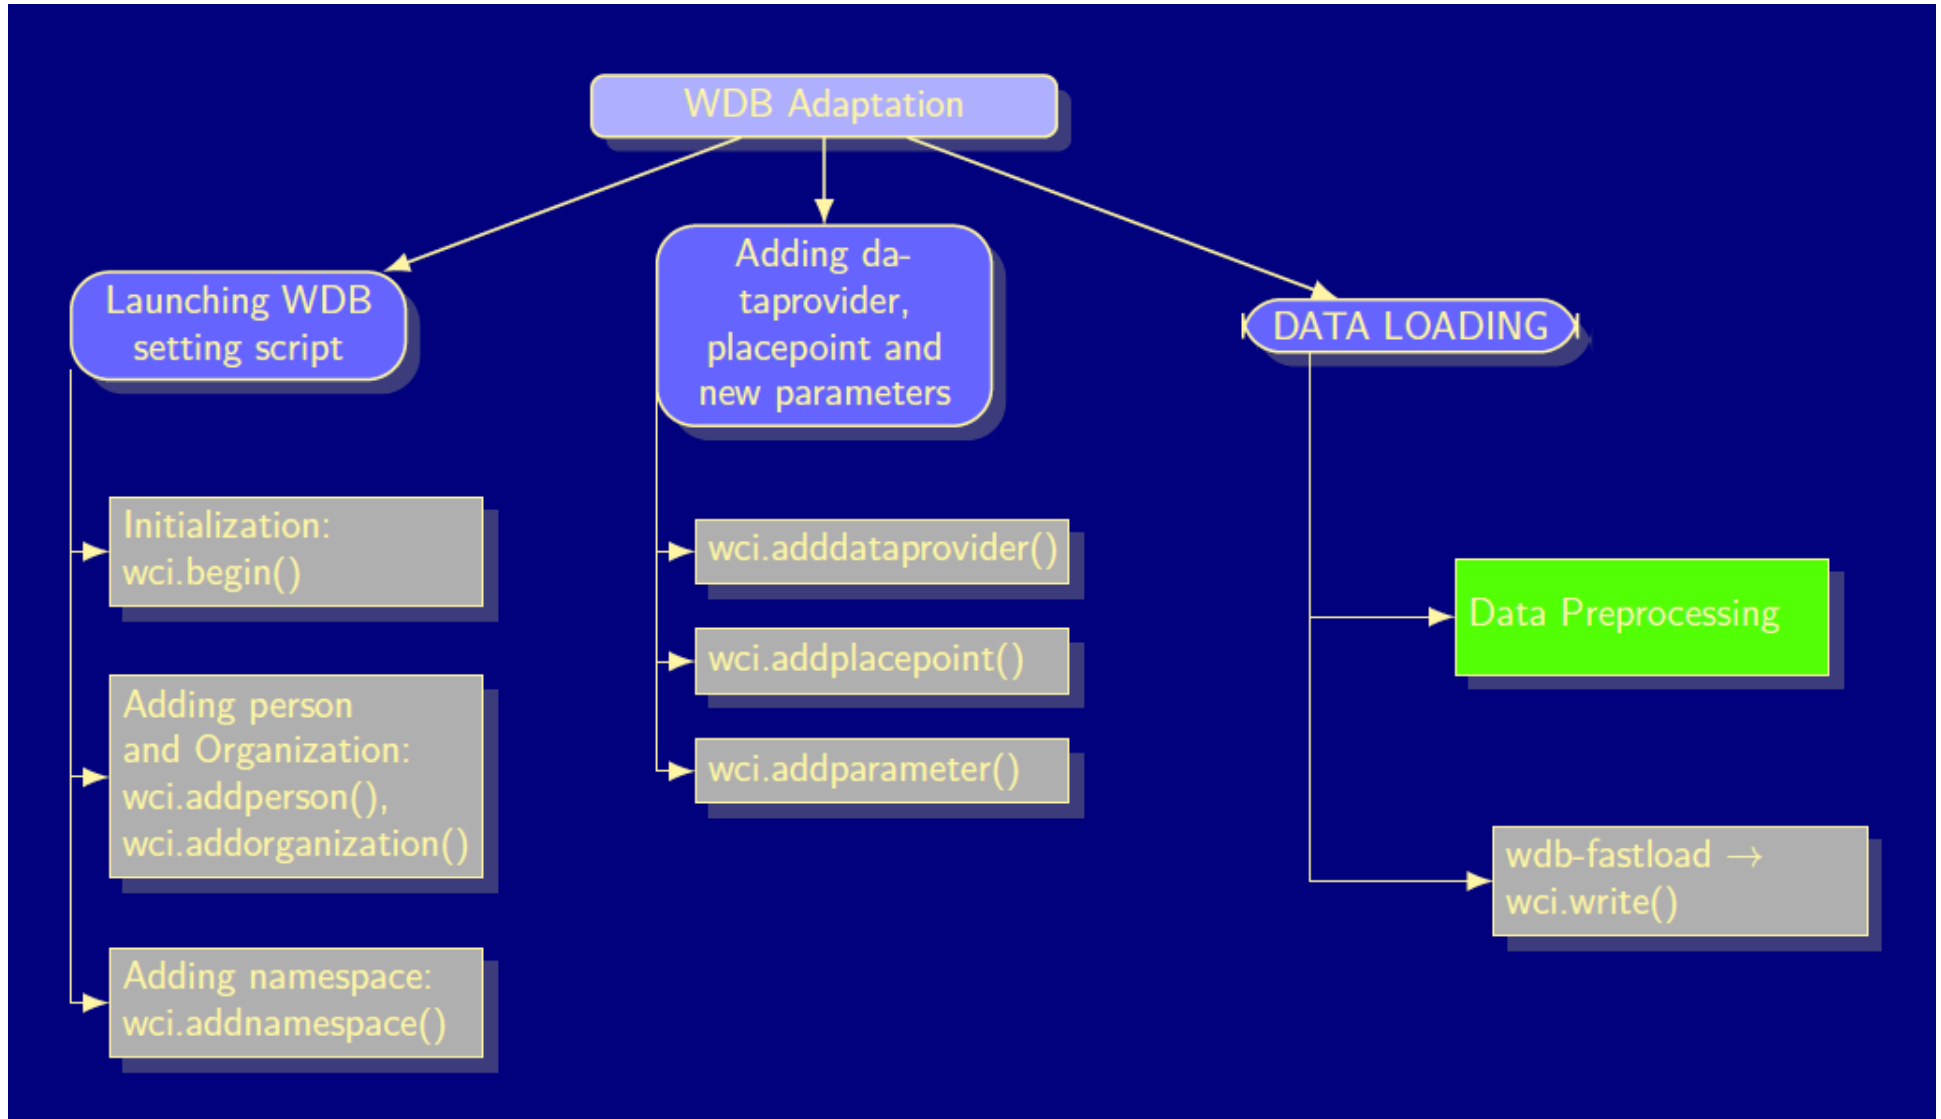 WDB Adaptation
Launching WDB
setting script
Initialization:
wci.begin()
Adding person
and Organization:
wci.addperson(),
wci.addorganization()
Adding namespace:
wci.addnamespace()
Adding da-
taprovider,
placepoint and
new parameters
wci.adddataprovider()
wci.addplacepoint()
wci.addparameter()
DATA LOADING
Data Preprocessing
wdb-fastload →
wci.write()